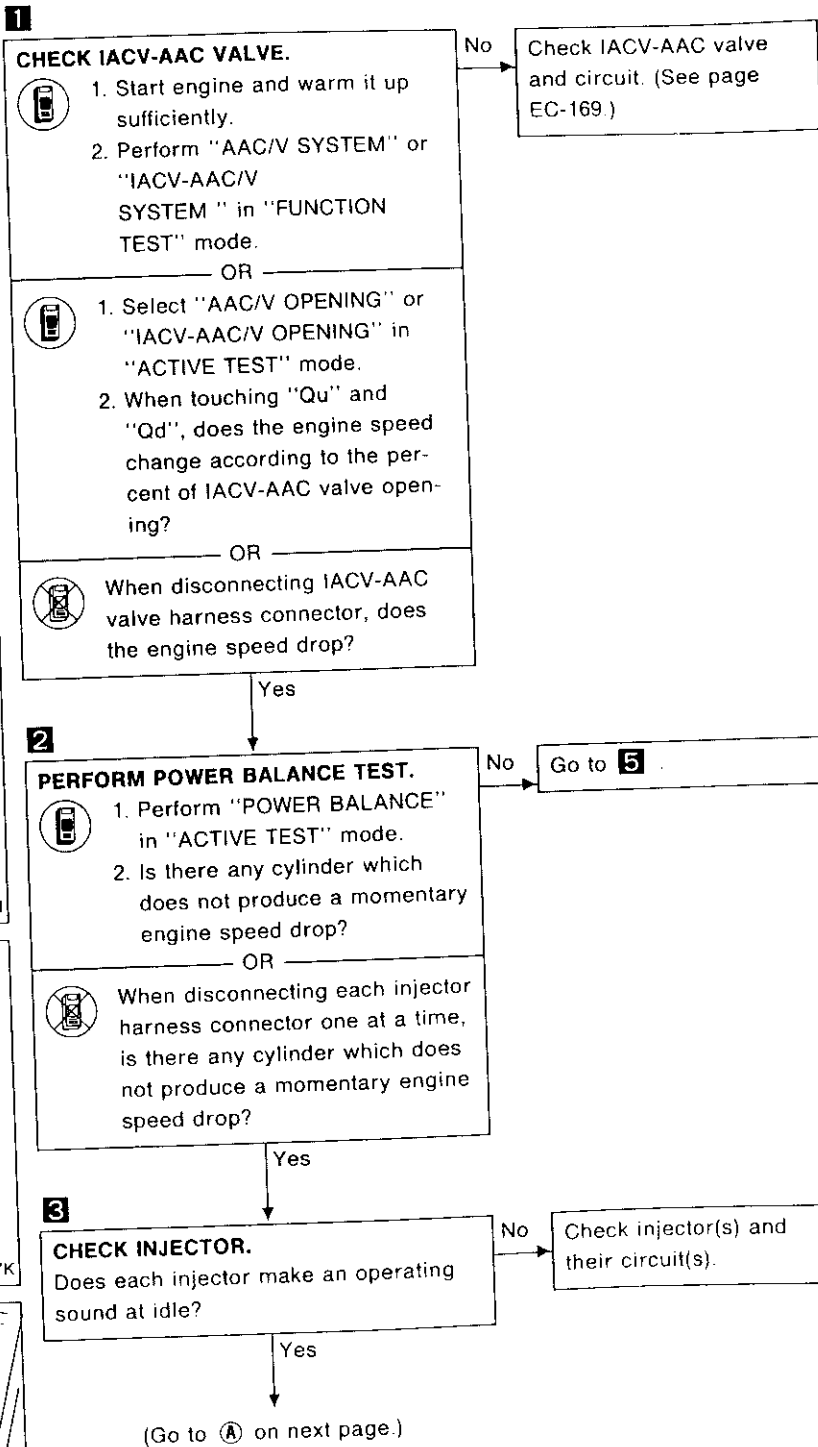 1
CHECK IACV-AAC VALVE.
1. Start engine and warm it up
sufficiently.
2. Perform "AAC/V SYSTEM" or
"IACV-AAC/V
SYSTEM " in "FUNCTION
TEST" mode.
OR
1. Select "AAC/V OPENING" or
"IACV-AAC/V OPENING" in
"ACTIVE TEST" mode.
2. When touching "Qu" and
"Qd", does the engine speed
change according to the per-
cent of IACV-AAC valve open-
ing?
OR
When disconnecting IACV-AAC
valve harness connector, does
the engine speed drop?
No
Check IACV-AAC valve
and circuit. (See page
EC-169.)
Yes
2
PERFORM POWER BALANCE TEST.
1. Perform "POWER BALANCE"
in "ACTIVE TEST" mode.
2. Is there any cylinder which
does not produce a momentary
engine speed drop?
OR
When disconnecting each injector
harness connector one at a time,
is there any cylinder which does
not produce a momentary engine
speed drop?
No
Go to 5 .
Yes
3
CHECK INJECTOR.
Does each injector make an operating
sound at idle?
No
Check injector(s) and
their circuit(s).
Yes
(Go to Ⓐ on next page.)
K